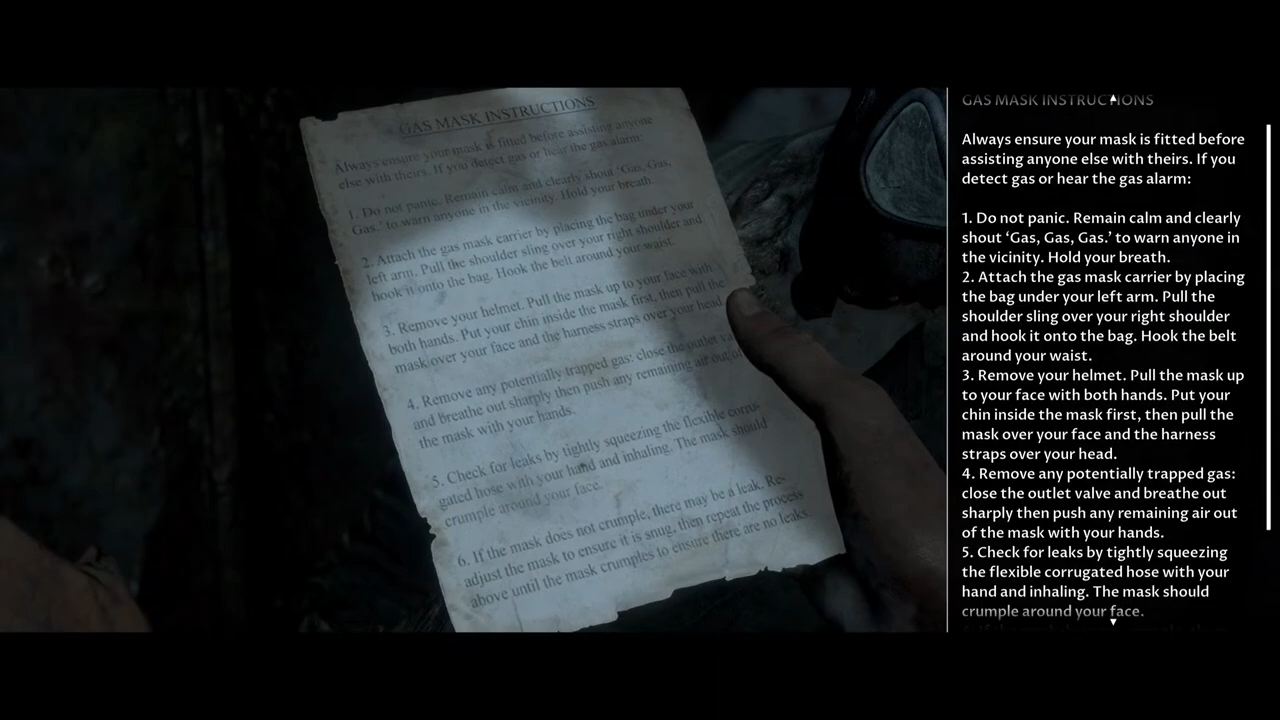 GAS MASK INSTRUCTIONS
Always ensure your mask is fitted before assisting anyone
else with theirs. If you detect gas or hear the gas alarm:
1. Do not panic. Remain calm and clearly shout ‘Gas, Gas,
Gas.’ to warn anyone in the vicinity. Hold your breath.
2. Attach the gas mask carrier by placing the bag under your
left arm. Pull the shoulder sling over your right shoulder and
hook it onto the bag. Hook the belt around your waist.
3. Remove your helmet. Pull the mask up to your face with
both hands. Put your chin inside the mask first, then pull the
mask over your face and the harness straps over your head.
4. Remove any potentially trapped gas: close the outlet
and breathe out sharply then push any remaining air out of
the mask with your hands.
5. Check for leaks by tightly squeezing the flexible corru-
gated hose with your hand and inhaling. The mask should
crumple around your face.
6. If the mask does not crumple, there may be a leak. Re-
adjust the mask to ensure it is snug, then repeat the process
above until the mask crumples to ensure there are no leaks.
GAS MASK INSTRUCTIONS
Always ensure your mask is fitted before
assisting anyone else with theirs. If you
detect gas or hear the gas alarm:
1. Do not panic. Remain calm and clearly
shout ‘Gas, Gas, Gas.’ to warn anyone in
the vicinity. Hold your breath.
2. Attach the gas mask carrier by placing
the bag under your left arm. Pull the
shoulder sling over your right shoulder
and hook it onto the bag. Hook the belt
around your waist.
3. Remove your helmet. Pull the mask up
to your face with both hands. Put your
chin inside the mask first, then pull the
mask over your face and the harness
straps over your head.
4. Remove any potentially trapped gas:
close the outlet valve and breathe out
sharply then push any remaining air out
of the mask with your hands.
5. Check for leaks by tightly squeezing
the flexible corrugated hose with your
hand and inhaling. The mask should
crumple around your face.